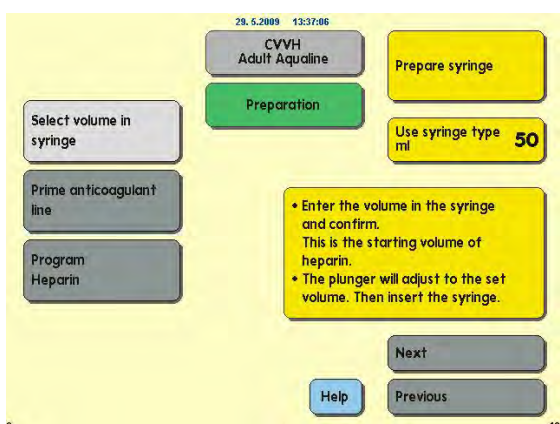 29. 5.2009 13:37:06
CVVH
Adult Aqualine
Prepare syringe
Preparation
Select volume in
syringe
Use syringe type
ml 50
Prime anticoagulant
line
• Enter the volume in the syringe
and confirm.
This is the starting volume of
heparin.
• The plunger will adjust to the set
volume. Then insert the syringe.
Program
Heparin
Next
Help
Previous